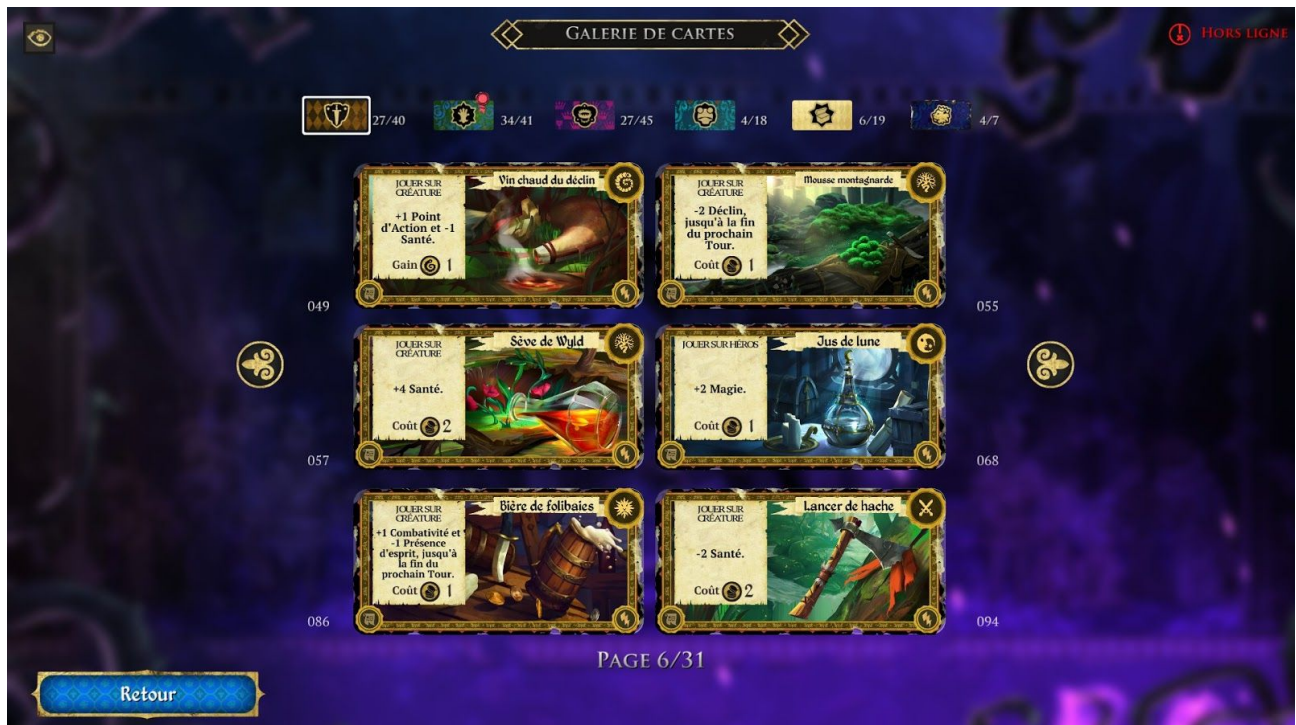 GALERIE DE CARTES
HORS LIGNE
27/40
34/41
27/45
4/18
6/19
4/7
JOUER SUR
CRÉATURE
Vin chaud du déclin
+1 Point
d'Action et -1
Santé.
Gain 1
049
JOUER SUR
CRÉATURE
Mousse montagnarde
-2 Déclin,
jusqu'à la fin
du prochain
Tour.
Coût 1
055
JOUER SUR
CRÉATURE
Sève de Wyld
+4 Santé.
Coût 2
057
JOUER SUR HÉROS
Jus de lune
+2 Magie.
Coût 1
068
JOUER SUR
CRÉATURE
Bière de folibaies
+1 Combativité et
-1 Présence
d'esprit, jusqu'à
la fin du
prochain Tour.
Coût 1
086
JOUER SUR
CRÉATURE
Lancer de hache
-2 Santé.
Coût 2
094
PAGE 6/31
Retour